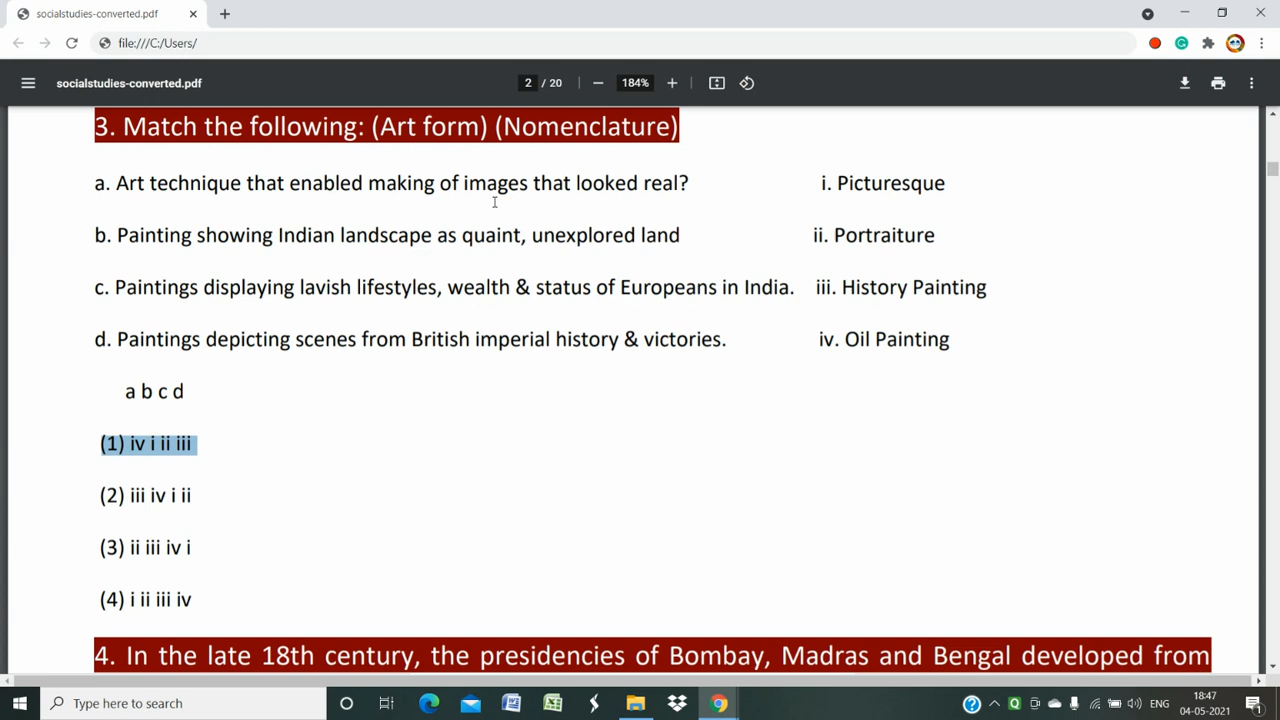 socialstudies-converted.pdf
file:///C:/Users/
socialstudies-converted.pdf
2 / 20
184%
3. Match the following: (Art form) (Nomenclature)
a. Art technique that enabled making of images that looked real? i. Picturesque
b. Painting showing Indian landscape as quaint, unexplored land ii. Portraiture
c. Paintings displaying lavish lifestyles, wealth & status of Europeans in India. iii. History Painting
d. Paintings depicting scenes from British imperial history & victories. iv. Oil Painting
a b c d
(1) iv i ii iii
(2) iii iv i ii
(3) ii iii iv i
(4) i ii iii iv
4. In the late 18th century, the presidencies of Bombay, Madras and Bengal developed from
Type here to search
ENG
18:47
04-05-2021